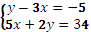 y − 3x = −5
5x + 2y = 34